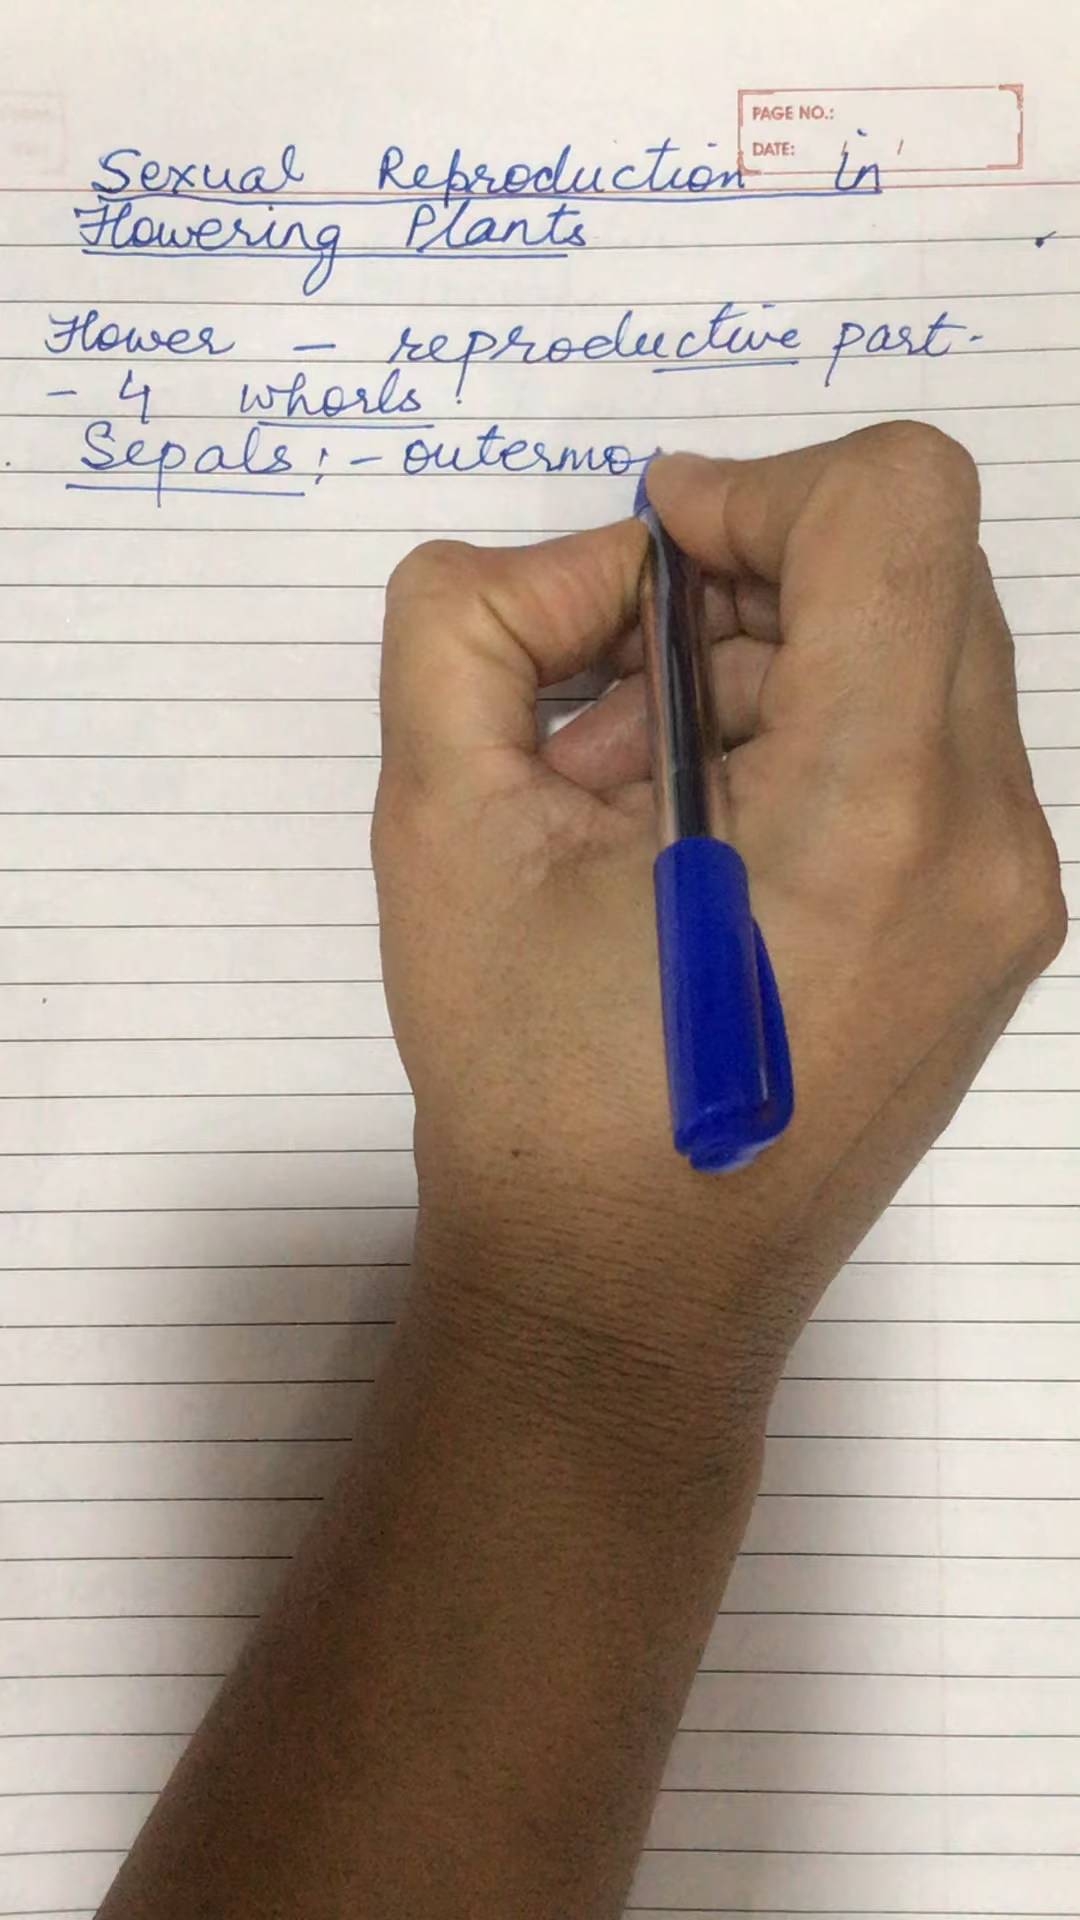 PAGE NO.:
DATE: / /
Sexual Reproduction in
Flowering Plants
Flower - reproductive part.
- 4 whorls.
Sepals :- outermo